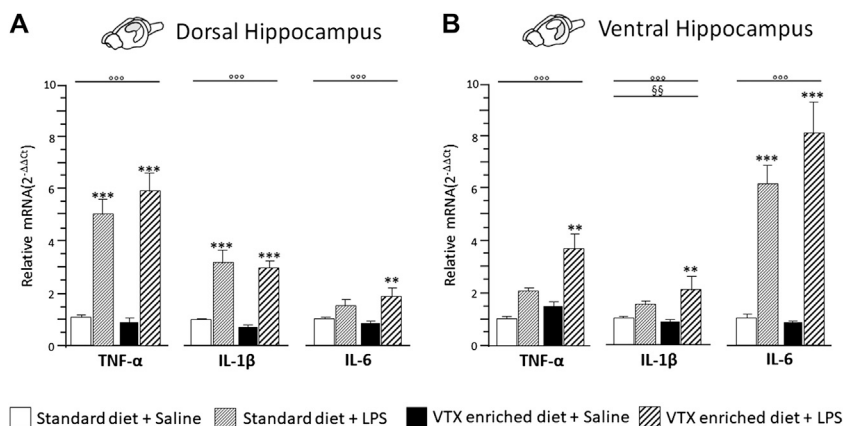 A Dorsal Hippocampus
B Ventral Hippocampus
Relative mRNA(2-ΔΔCt)
10
8
6
4
2
0
°°° °°° °°°
*** *** *** *** **
TNF-α IL-1β IL-6
Relative mRNA(2-ΔΔCt)
10
8
6
4
2
0
°°° °°° °°°
§§
** ** *** ***
TNF-α IL-1β IL-6
Standard diet + Saline Standard diet + LPS VTX enriched diet + Saline VTX enriched diet + LPS